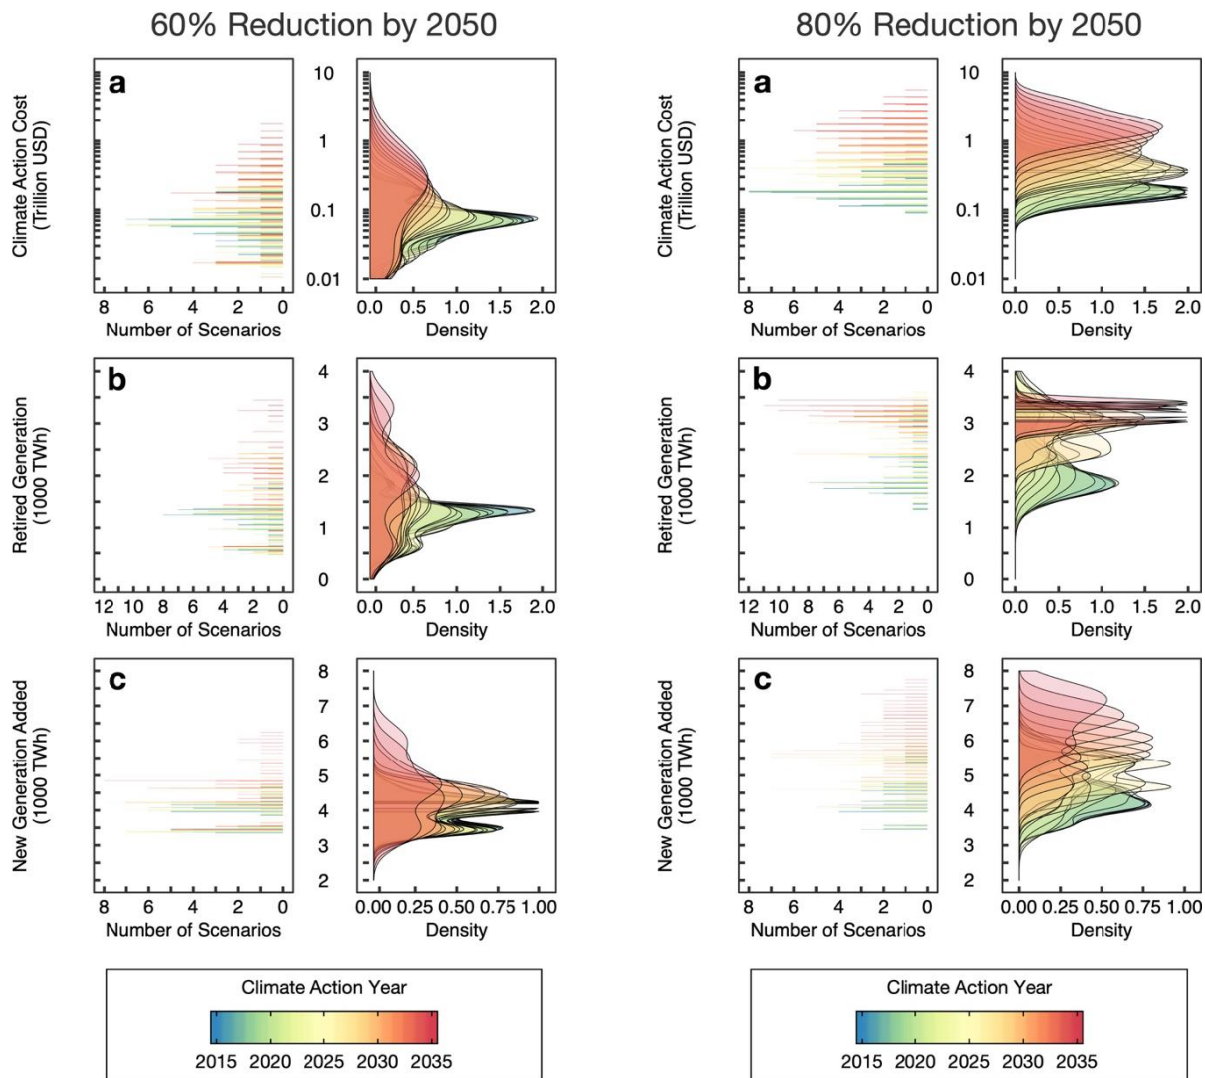 60% Reduction by 2050
80% Reduction by 2050
a
Climate Action Cost
(Trillion USD)
10
1
0.1
0.01
8 6 4 2 0
Number of Scenarios
0.0 0.5 1.0 1.5 2.0
Density
a
Climate Action Cost
(Trillion USD)
10
1
0.1
0.01
8 6 4 2 0
Number of Scenarios
0.0 0.5 1.0 1.5 2.0
Density
b
Retired Generation
(1000 TWh)
4
3
2
1
0
12 10 8 6 4 2 0
Number of Scenarios
0.0 0.5 1.0 1.5 2.0
Density
b
Retired Generation
(1000 TWh)
4
3
2
1
0
12 10 8 6 4 2 0
Number of Scenarios
0.0 0.5 1.0 1.5 2.0
Density
c
New Generation Added
(1000 TWh)
8
7
6
5
4
3
2
8 6 4 2 0
Number of Scenarios
0.00 0.25 0.50 0.75 1.00
Density
c
New Generation Added
(1000 TWh)
8
7
6
5
4
3
2
8 6 4 2 0
Number of Scenarios
0.00 0.25 0.50 0.75 1.00
Density
Climate Action Year
2015 2020 2025 2030 2035
Climate Action Year
2015 2020 2025 2030 2035